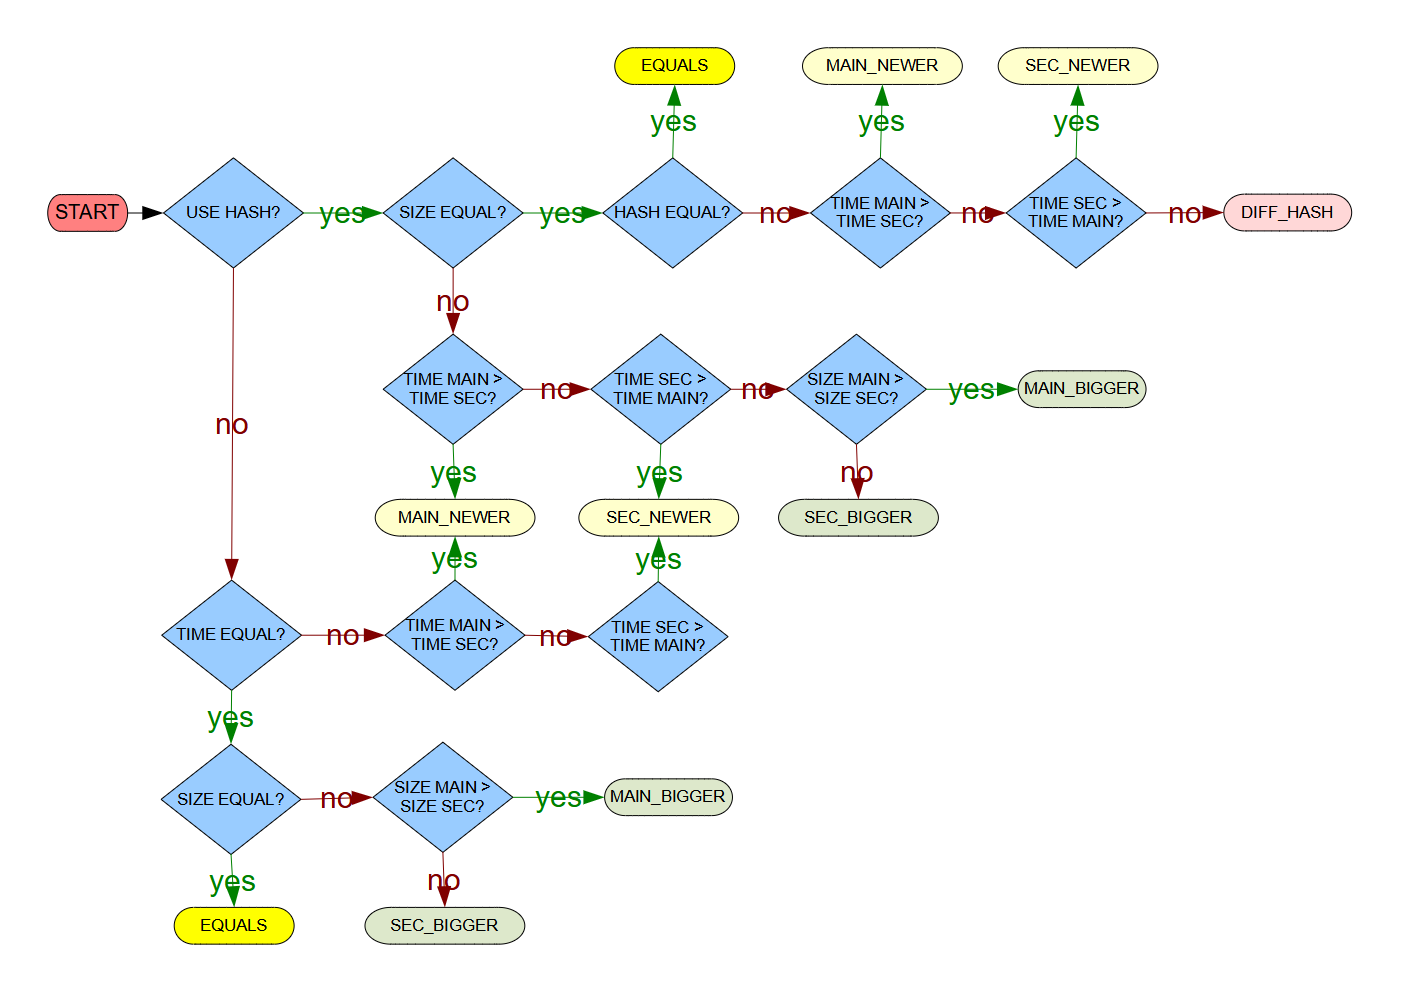 EQUALS
MAIN_NEWER
SEC_NEWER
yes
yes
yes
START
USE HASH?
yes
SIZE EQUAL?
yes
HASH EQUAL?
no
TIME MAIN >
TIME SEC?
no
TIME SEC >
TIME MAIN?
no
DIFF_HASH
no
TIME MAIN >
TIME SEC?
no
TIME SEC >
TIME MAIN?
no
SIZE MAIN >
SIZE SEC?
yes
MAIN_BIGGER
no
yes
yes
no
MAIN_NEWER
SEC_NEWER
SEC_BIGGER
yes
yes
TIME EQUAL?
no
TIME MAIN >
TIME SEC?
no
TIME SEC >
TIME MAIN?
yes
SIZE EQUAL?
no
SIZE MAIN >
SIZE SEC?
yes
MAIN_BIGGER
yes
no
EQUALS
SEC_BIGGER